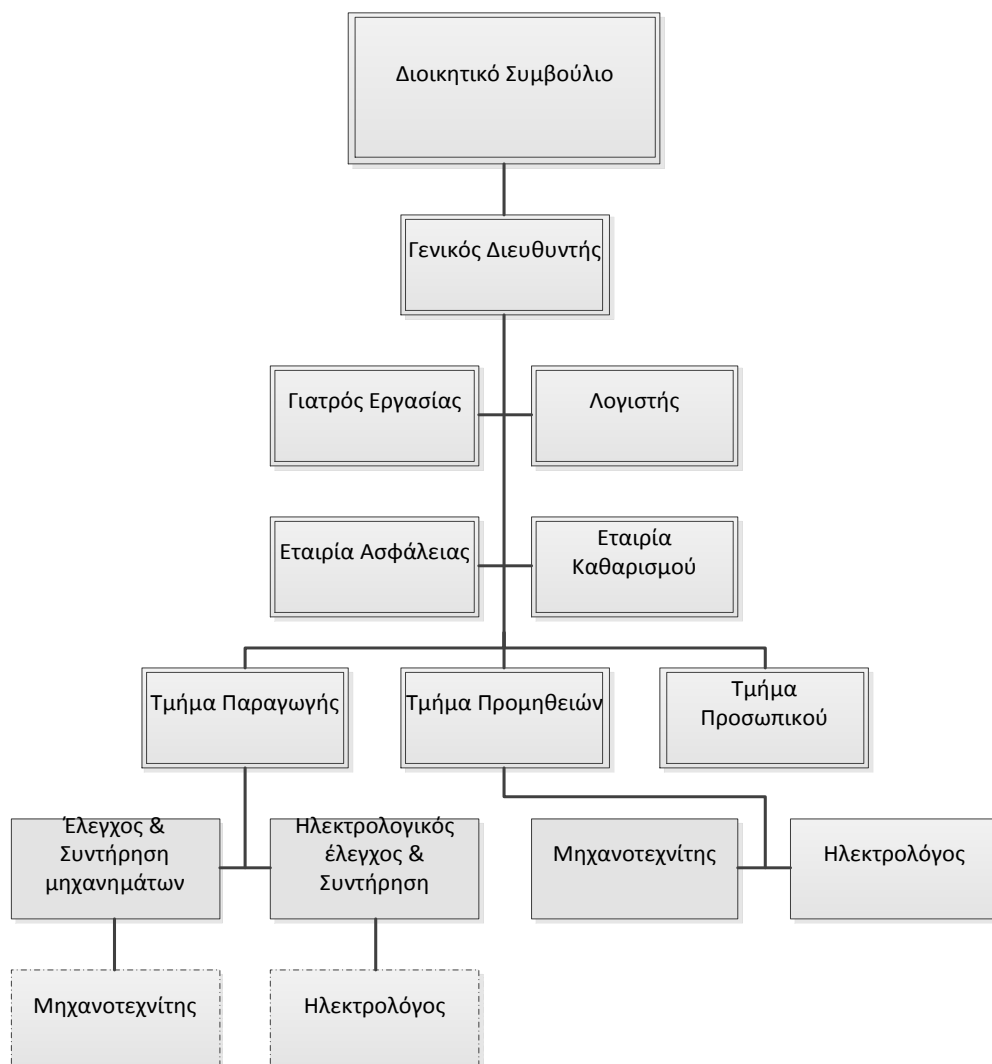 Διοικητικό Συμβούλιο
Γενικός Διευθυντής
Γιατρός Εργασίας
Λογιστής
Εταιρία Ασφάλειας
Εταιρία
Καθαρισμού
Τμήμα Παραγωγής
Τμήμα Προμηθειών
Τμήμα
Προσωπικού
Έλεγχος &
Συντήρηση
μηχανημάτων
Ηλεκτρολογικός
έλεγχος &
Συντήρηση
Μηχανοτεχνίτης
Ηλεκτρολόγος
Μηχανοτεχνίτης
Ηλεκτρολόγος